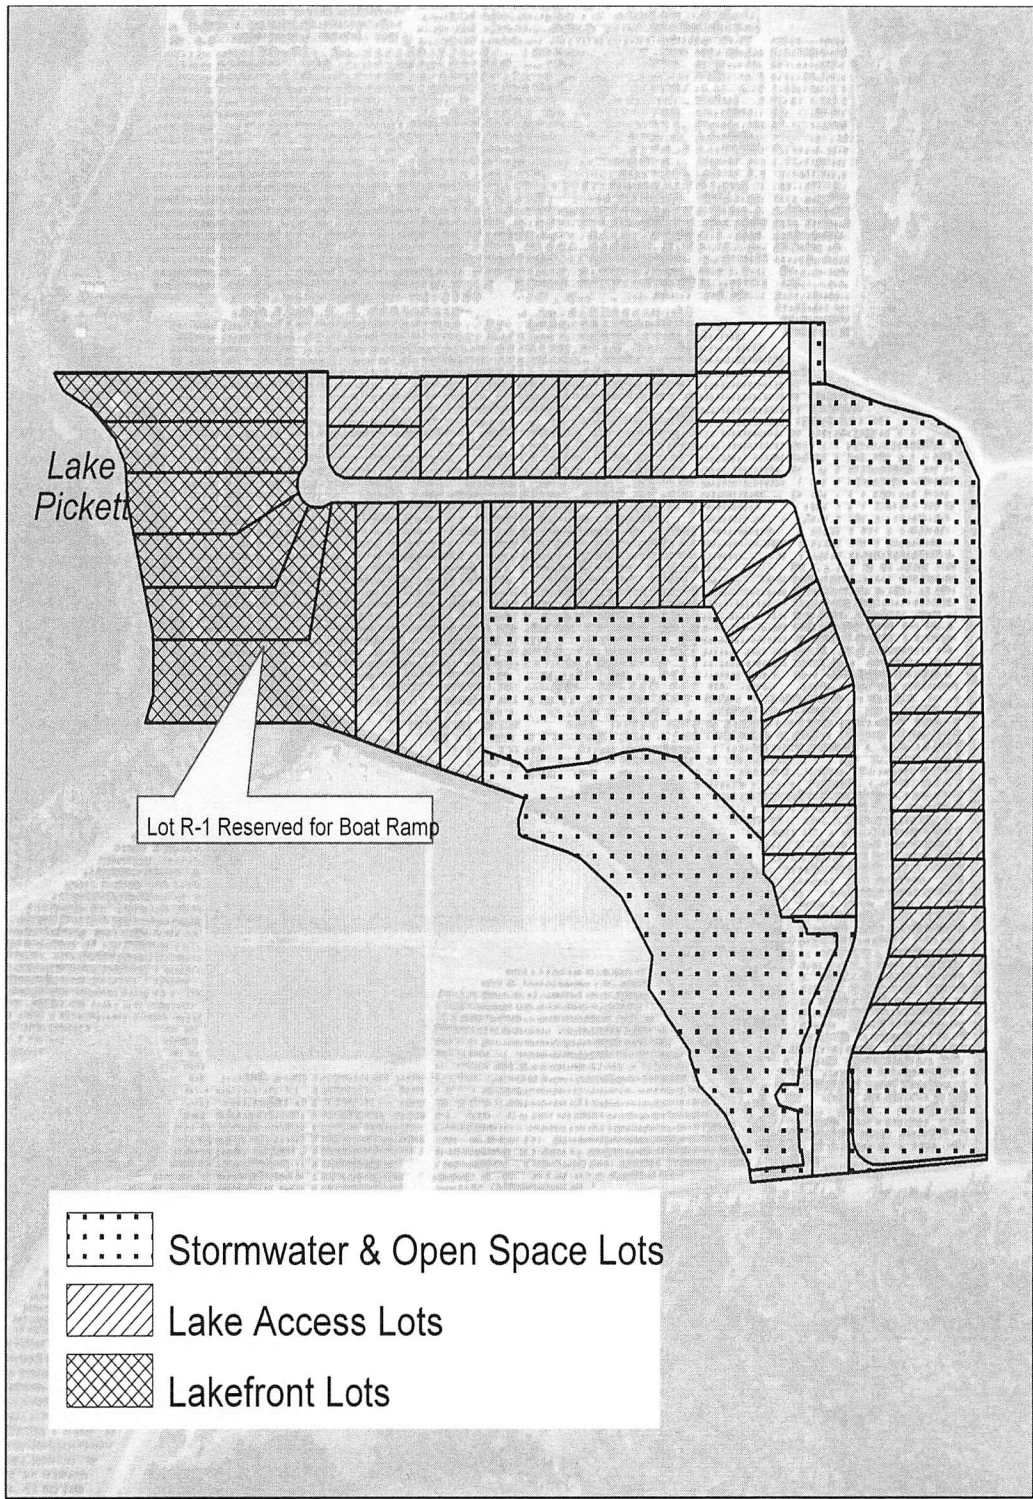 Lake
Pickett
Lot R-1 Reserved for Boat Ramp
Stormwater & Open Space Lots
Lake Access Lots
Lakefront Lots